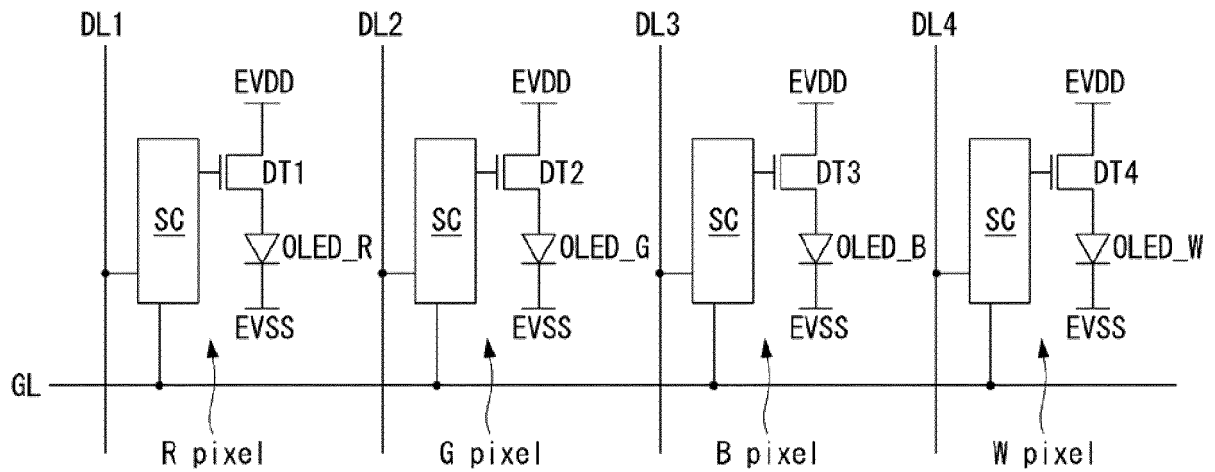 DL1 DL2 DL3 DL4
EVDD EVDD EVDD EVDD
DT1 DT2 DT3 DT4
SC SC SC SC
OLED_R OLED_G OLED_B OLED_W
EVSS EVSS EVSS EVSS
GL
R pixel G pixel B pixel W pixel